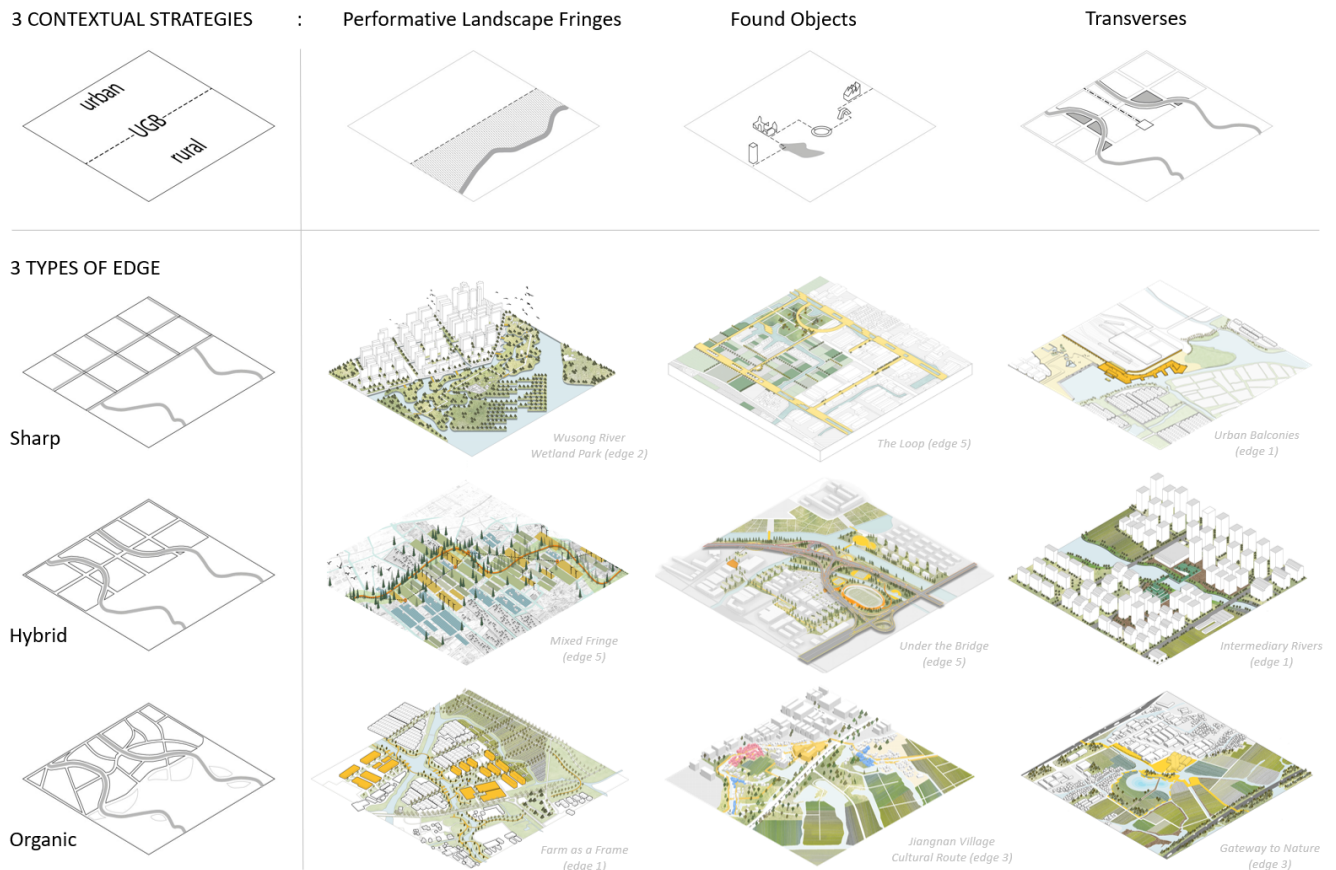 3 CONTEXTUAL STRATEGIES : Performative Landscape Fringes Found Objects Transverses
urban
UGB
rural
3 TYPES OF EDGE
Sharp
Wusong River
Wetland Park (edge 2)
The Loop (edge 5)
Urban Balconies
(edge 1)
Hybrid
Mixed Fringe
(edge 5)
Under the Bridge
(edge 5)
Intermediary Rivers
(edge 1)
Organic
Farm as a Frame
(edge 1)
Jiangnan Village
Cultural Route (edge 3)
Gateway to Nature
(edge 3)